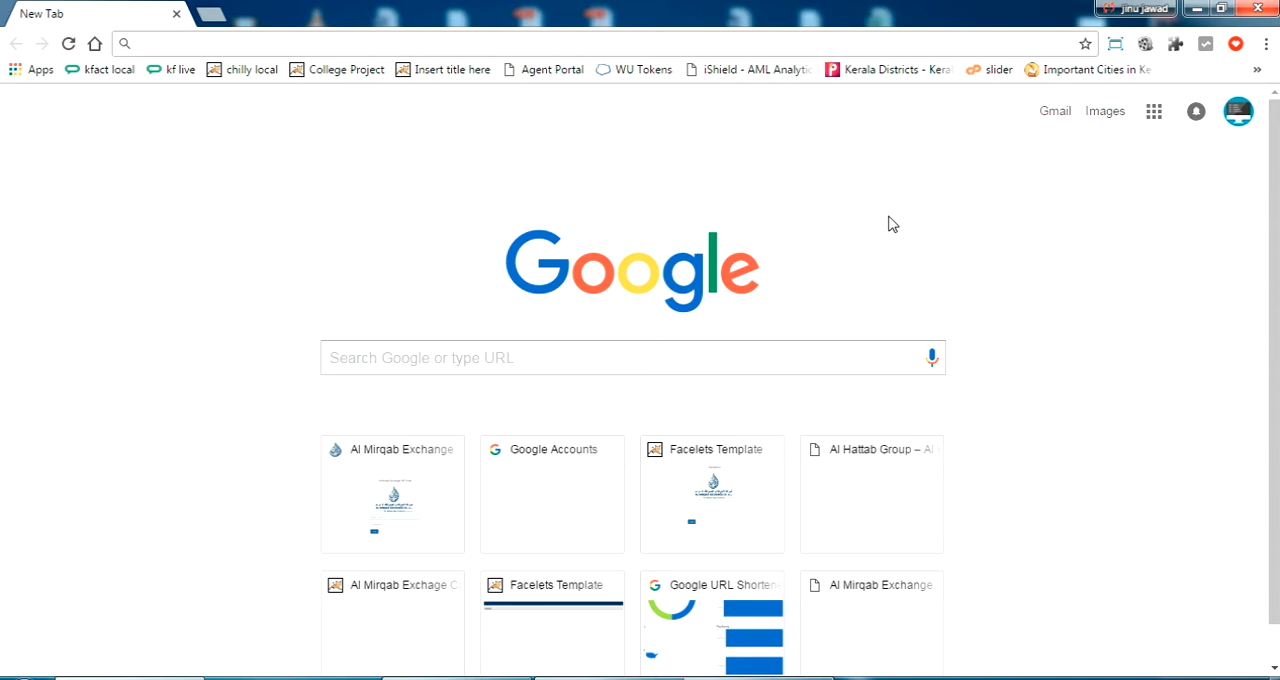 New Tab
jinu jawad
Apps kfact local kf live chilly local College Project Insert title here Agent Portal WU Tokens iShield - AML Analytic Kerala Districts - Kera slider Important Cities in Ke
Gmail Images
Google
Search Google or type URL
Al Mirqab Exchange Google Accounts Facelets Template Al Hattab Group – Al
Al Mirqab Exchage C Facelets Template Google URL Shorten Al Mirqab Exchange